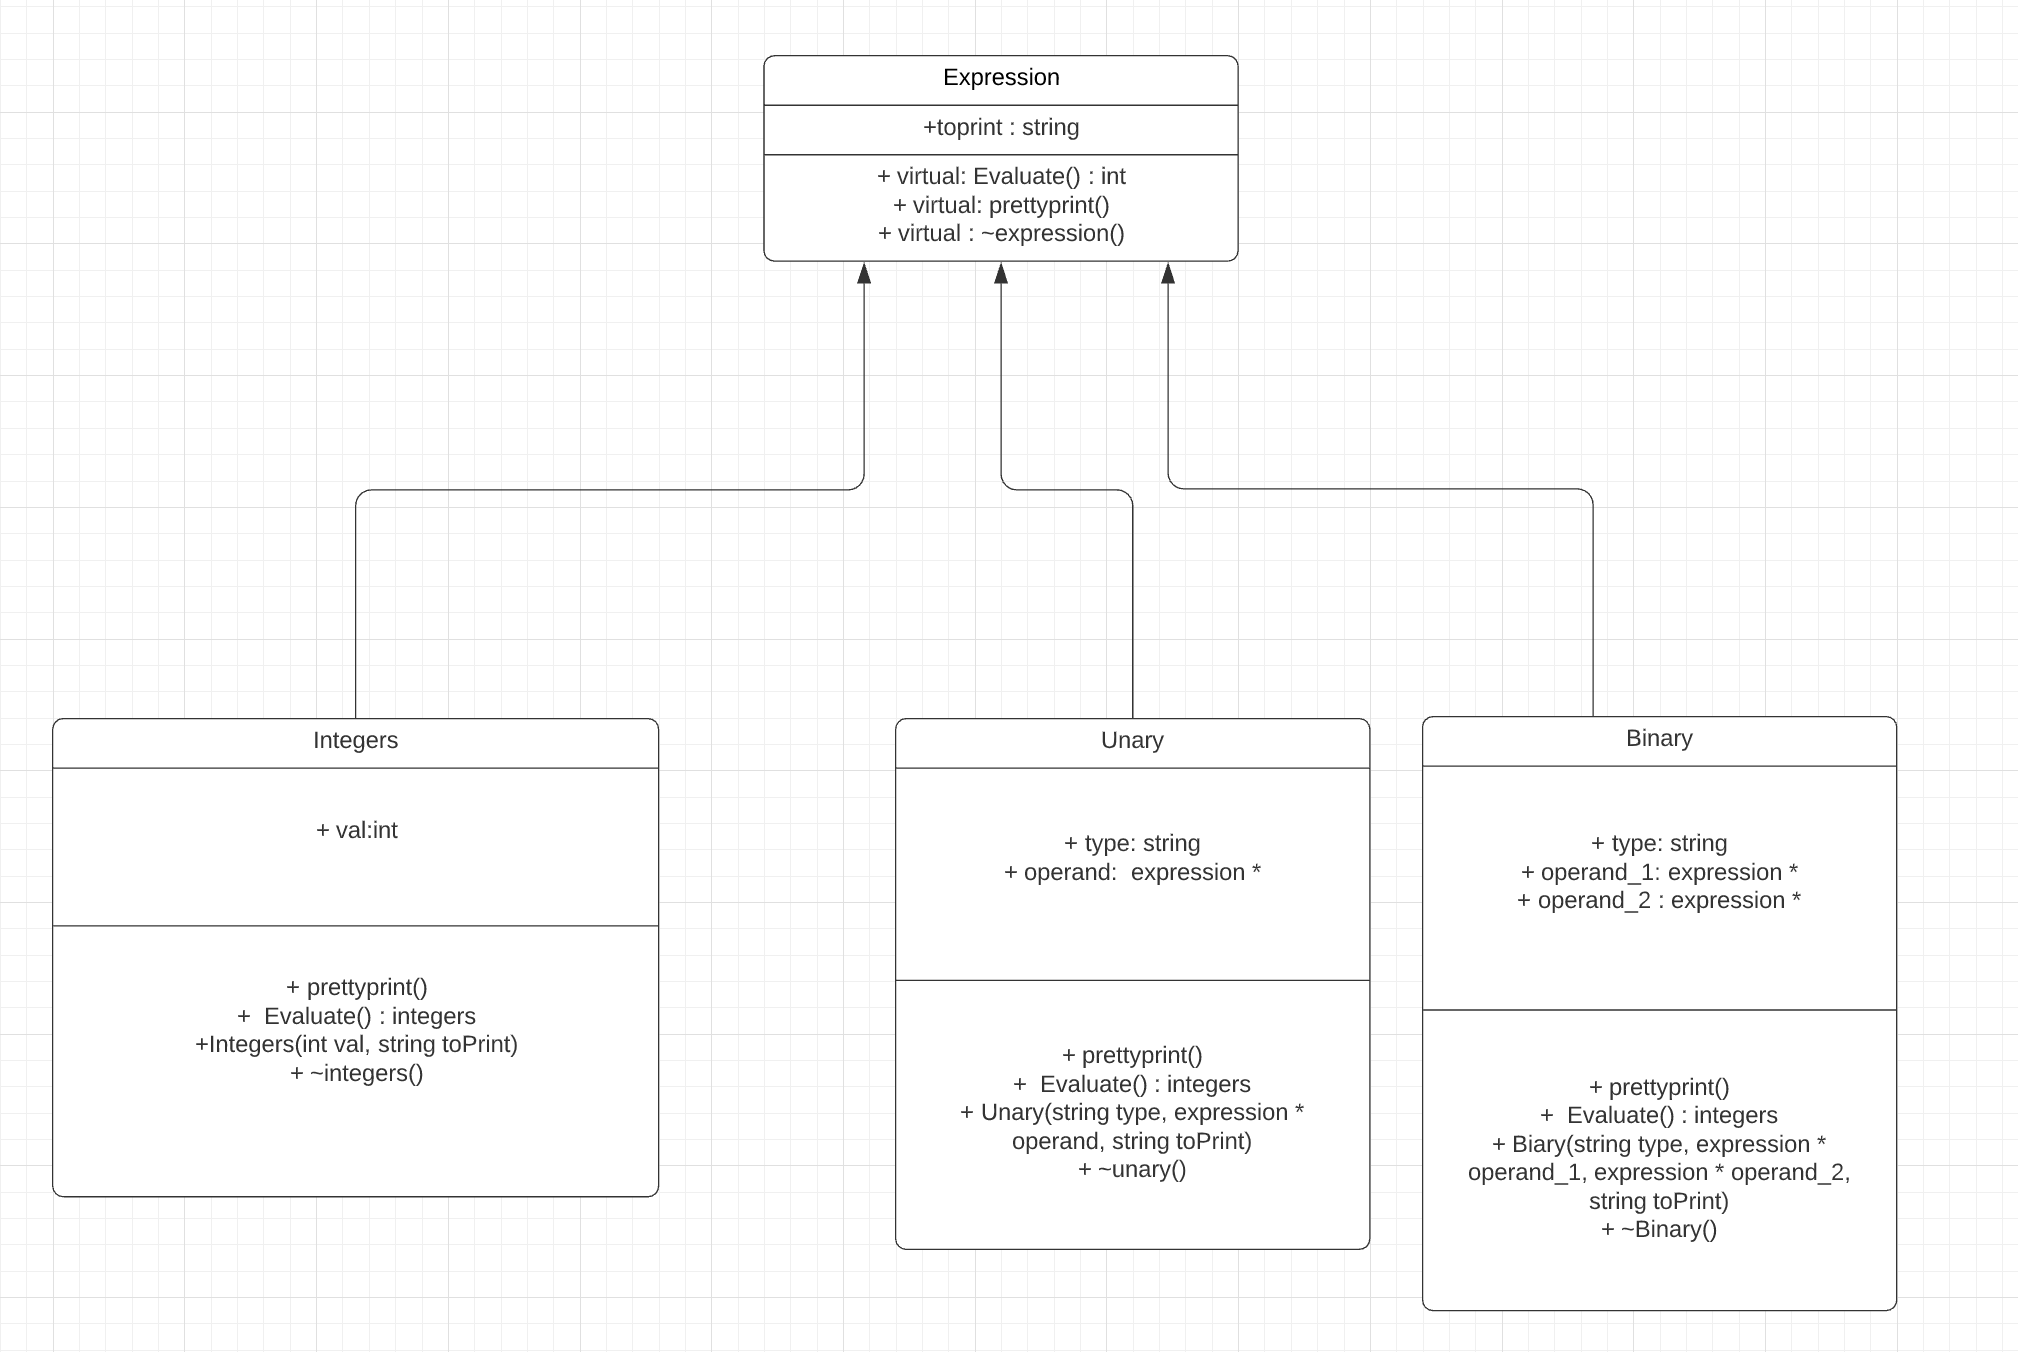 Expression
+toprint : string
+ virtual: Evaluate() : int
+ virtual: prettyprint()
+ virtual : ~expression()
Integers
+ val:int
+ prettyprint()
+  Evaluate() : integers
+Integers(int val, string toPrint)
+ ~integers()
Unary
+ type: string
+ operand:  expression *
+ prettyprint()
+  Evaluate() : integers
+ Unary(string type, expression *
operand, string toPrint)
+ ~unary()
Binary
+ type: string
+ operand_1: expression *
+ operand_2 : expression *
+ prettyprint()
+  Evaluate() : integers
+ Biary(string type, expression *
operand_1, expression * operand_2,
string toPrint)
+ ~Binary()